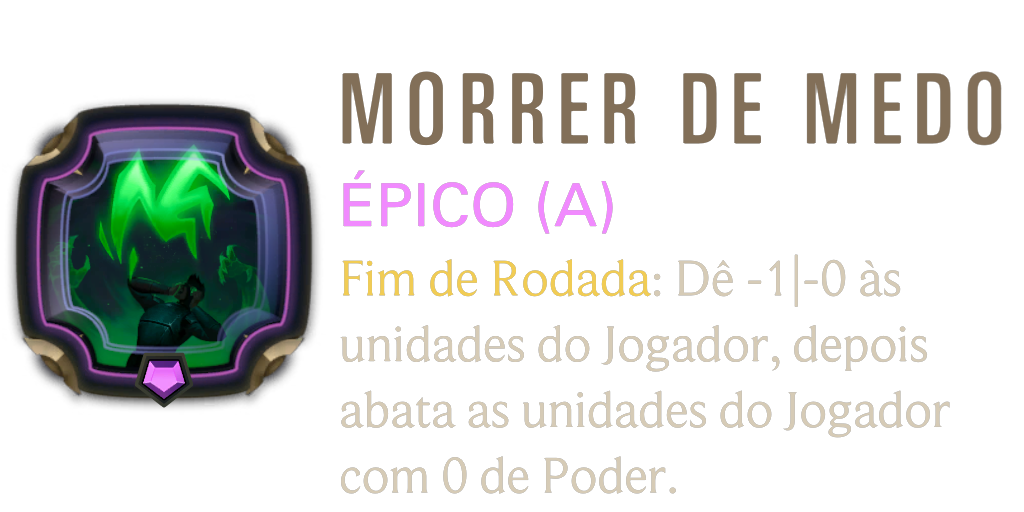 MORRER DE MEDO
ÉPICO (A)
Fim de Rodada: Dê -1|-0 às
unidades do Jogador, depois
abata as unidades do Jogador
com 0 de Poder.